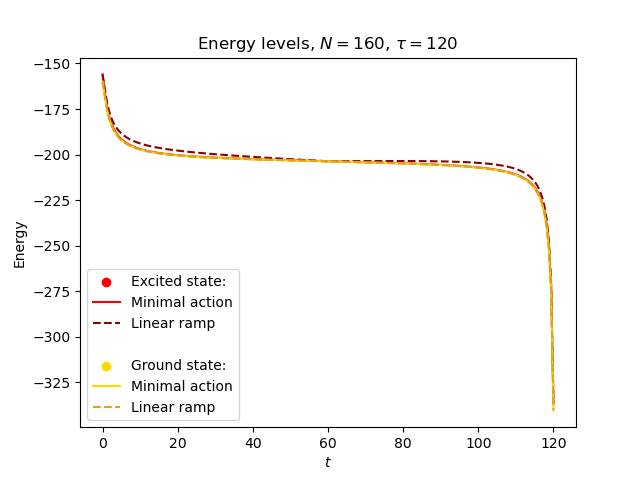 Energy levels, N = 160, τ = 120
Energy
−150
−175
−200
−225
−250
−275
−300
−325
Excited state:
Minimal action
Linear ramp
Ground state:
Minimal action
Linear ramp
0 20 40 60 80 100 120
t